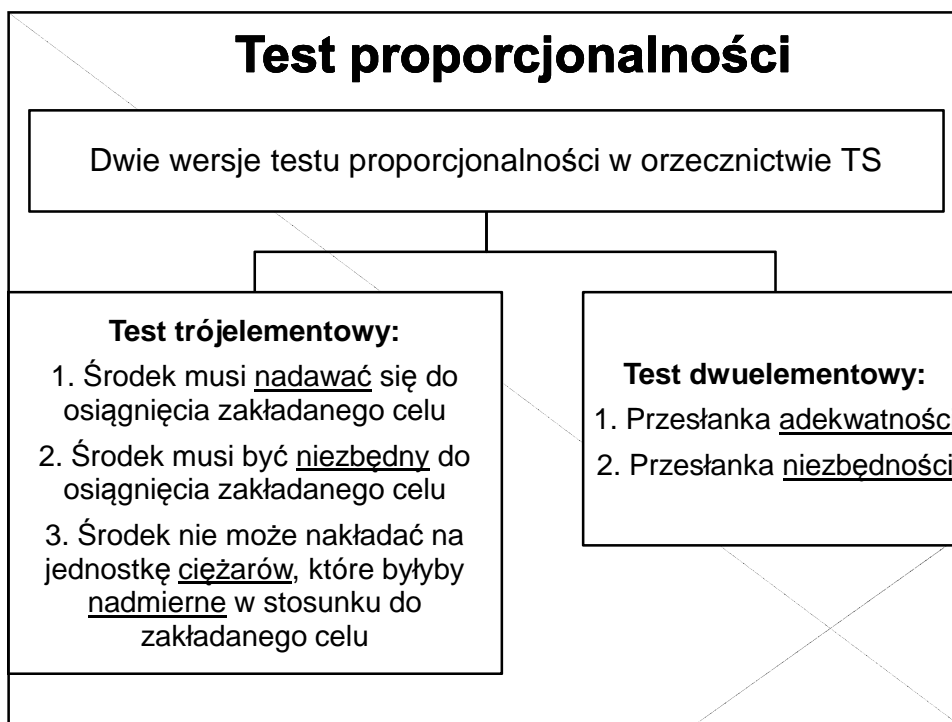 Test proporcjonalności
Dwie wersje testu proporcjonalności w orzecznictwie TS
Test trójelementowy:
1. Środek musi nadawać się do
osiągnięcia zakładanego celu
2. Środek musi być niezbędny do
osiągnięcia zakładanego celu
3. Środek nie może nakładać na
jednostkę ciężarów, które byłyby
nadmierne w stosunku do
zakładanego celu
Test dwuelementowy:
1. Przesłanka adekwatnośc
2. Przesłanka niezbędności